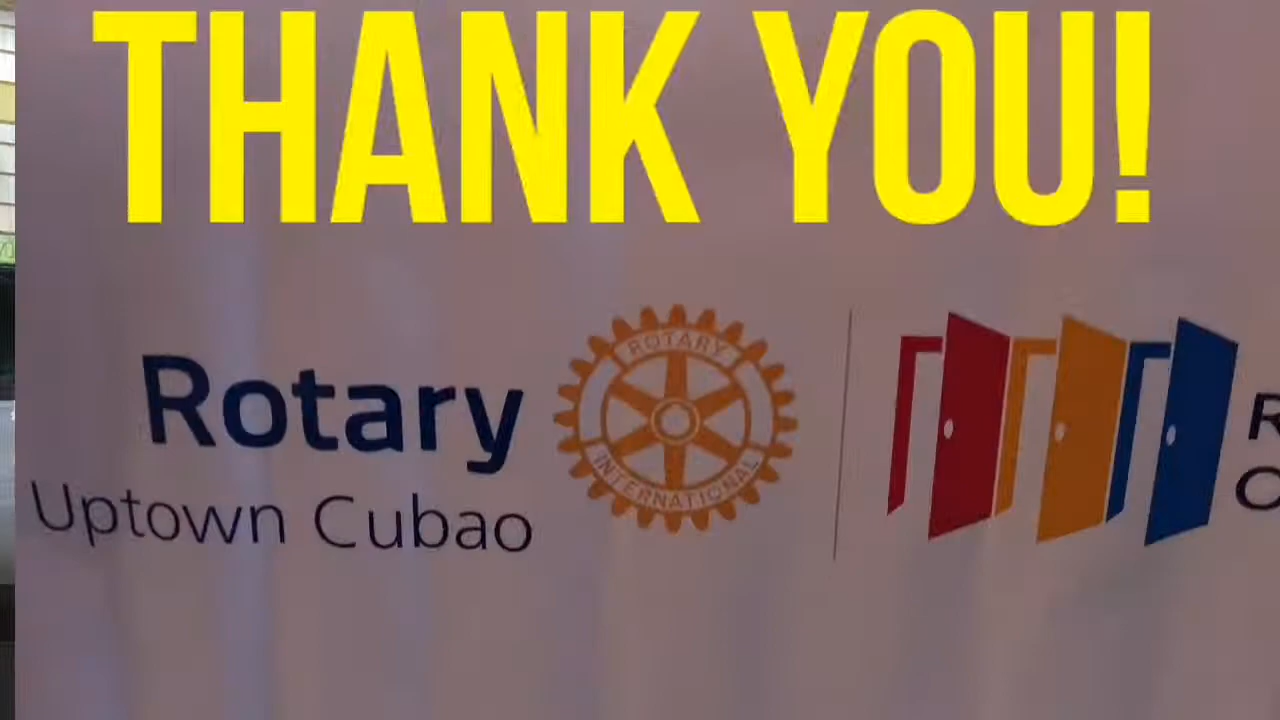 THANK YOU!
Rotary
Uptown Cubao
ROTARY
INTERNATIONAL